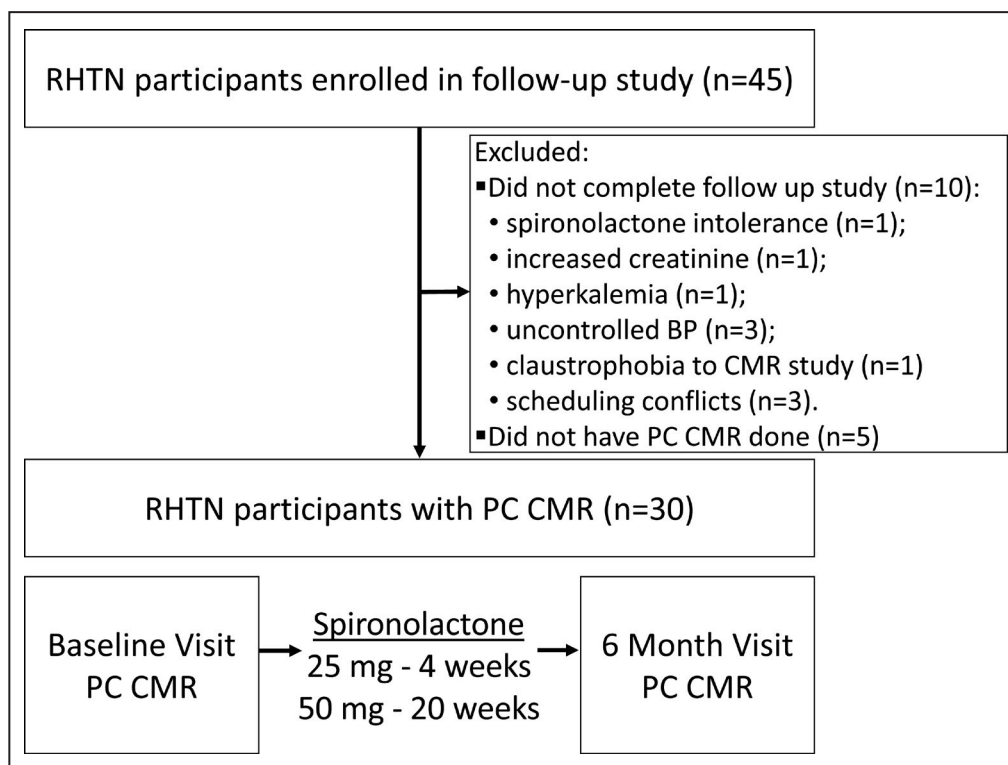 RHTN participants enrolled in follow-up study (n=45)
Excluded:
▪Did not complete follow up study (n=10):
• spironolactone intolerance (n=1);
• increased creatinine (n=1);
• hyperkalemia (n=1);
• uncontrolled BP (n=3);
• claustrophobia to CMR study (n=1)
• scheduling conflicts (n=3).
▪Did not have PC CMR done (n=5)
RHTN participants with PC CMR (n=30)
Baseline Visit
PC CMR
Spironolactone
25 mg - 4 weeks
50 mg - 20 weeks
6 Month Visit
PC CMR